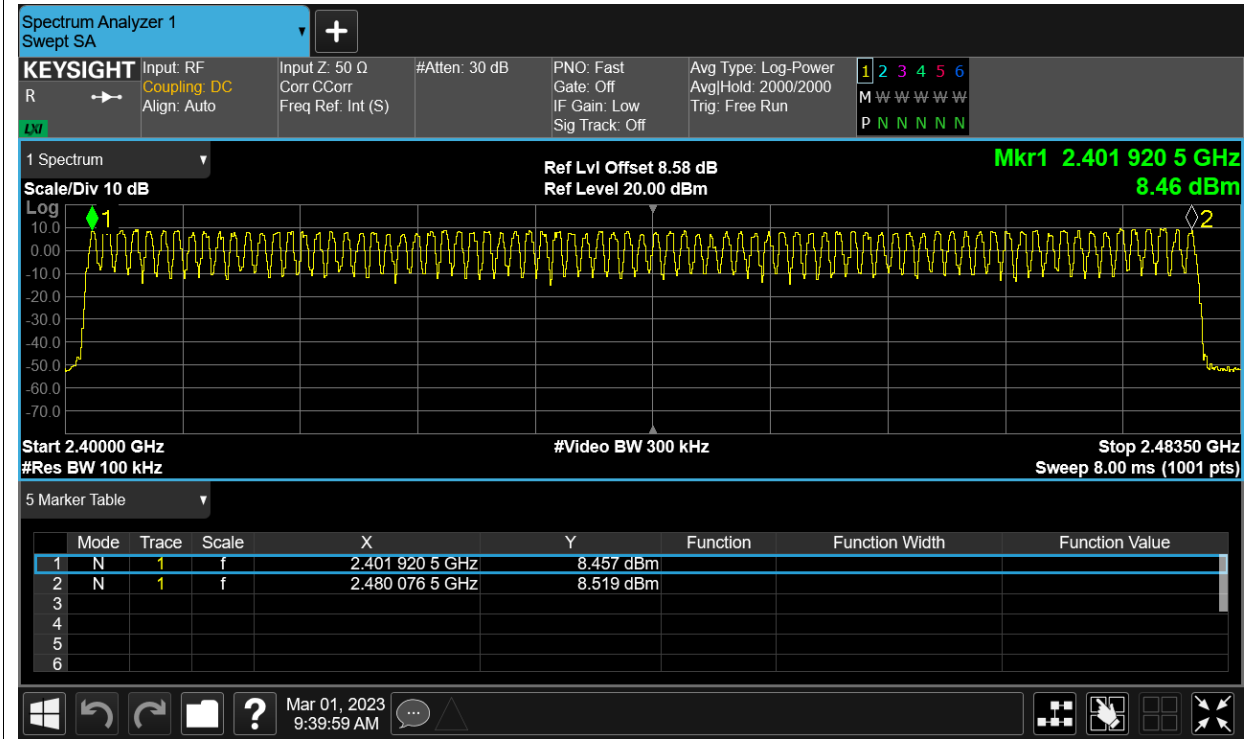 Spectrum Analyzer 1
Swept SA
+
KEYSIGHT
R
LXI
Input: RF
Coupling: DC
Align: Auto
Input Z: 50 Ω
Corr CCorr
Freq Ref: Int (S)
#Atten: 30 dB
PNO: Fast
Gate: Off
IF Gain: Low
Sig Track: Off
Avg Type: Log-Power
Avg|Hold: 2000/2000
Trig: Free Run
1 2 3 4 5 6
M W W W W W
P N N N N N
1 Spectrum
Scale/Div 10 dB
Ref Lvl Offset 8.58 dB
Ref Level 20.00 dBm
Mkr1 2.401 920 5 GHz
8.46 dBm
Log
1
2
10.0
0.00
-10.0
-20.0
-30.0
-40.0
-50.0
-60.0
-70.0
Start 2.40000 GHz
#Video BW 300 kHz
Stop 2.48350 GHz
#Res BW 100 kHz
Sweep 8.00 ms (1001 pts)
5 Marker Table
Mode Trace Scale X Y Function Function Width Function Value
1 N 1 f 2.401 920 5 GHz 8.457 dBm
2 N 1 f 2.480 076 5 GHz 8.519 dBm
3
4
5
6
?
Mar 01, 2023
9:39:59 AM